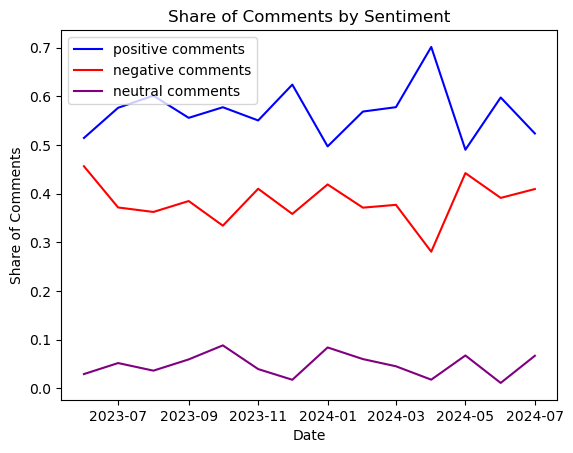 Share of Comments by Sentiment
positive comments
negative comments
neutral comments
0.7
0.6
0.5
0.4
0.3
0.2
0.1
0.0
Share of Comments
2023-07 2023-09 2023-11 2024-01 2024-03 2024-05 2024-07
Date